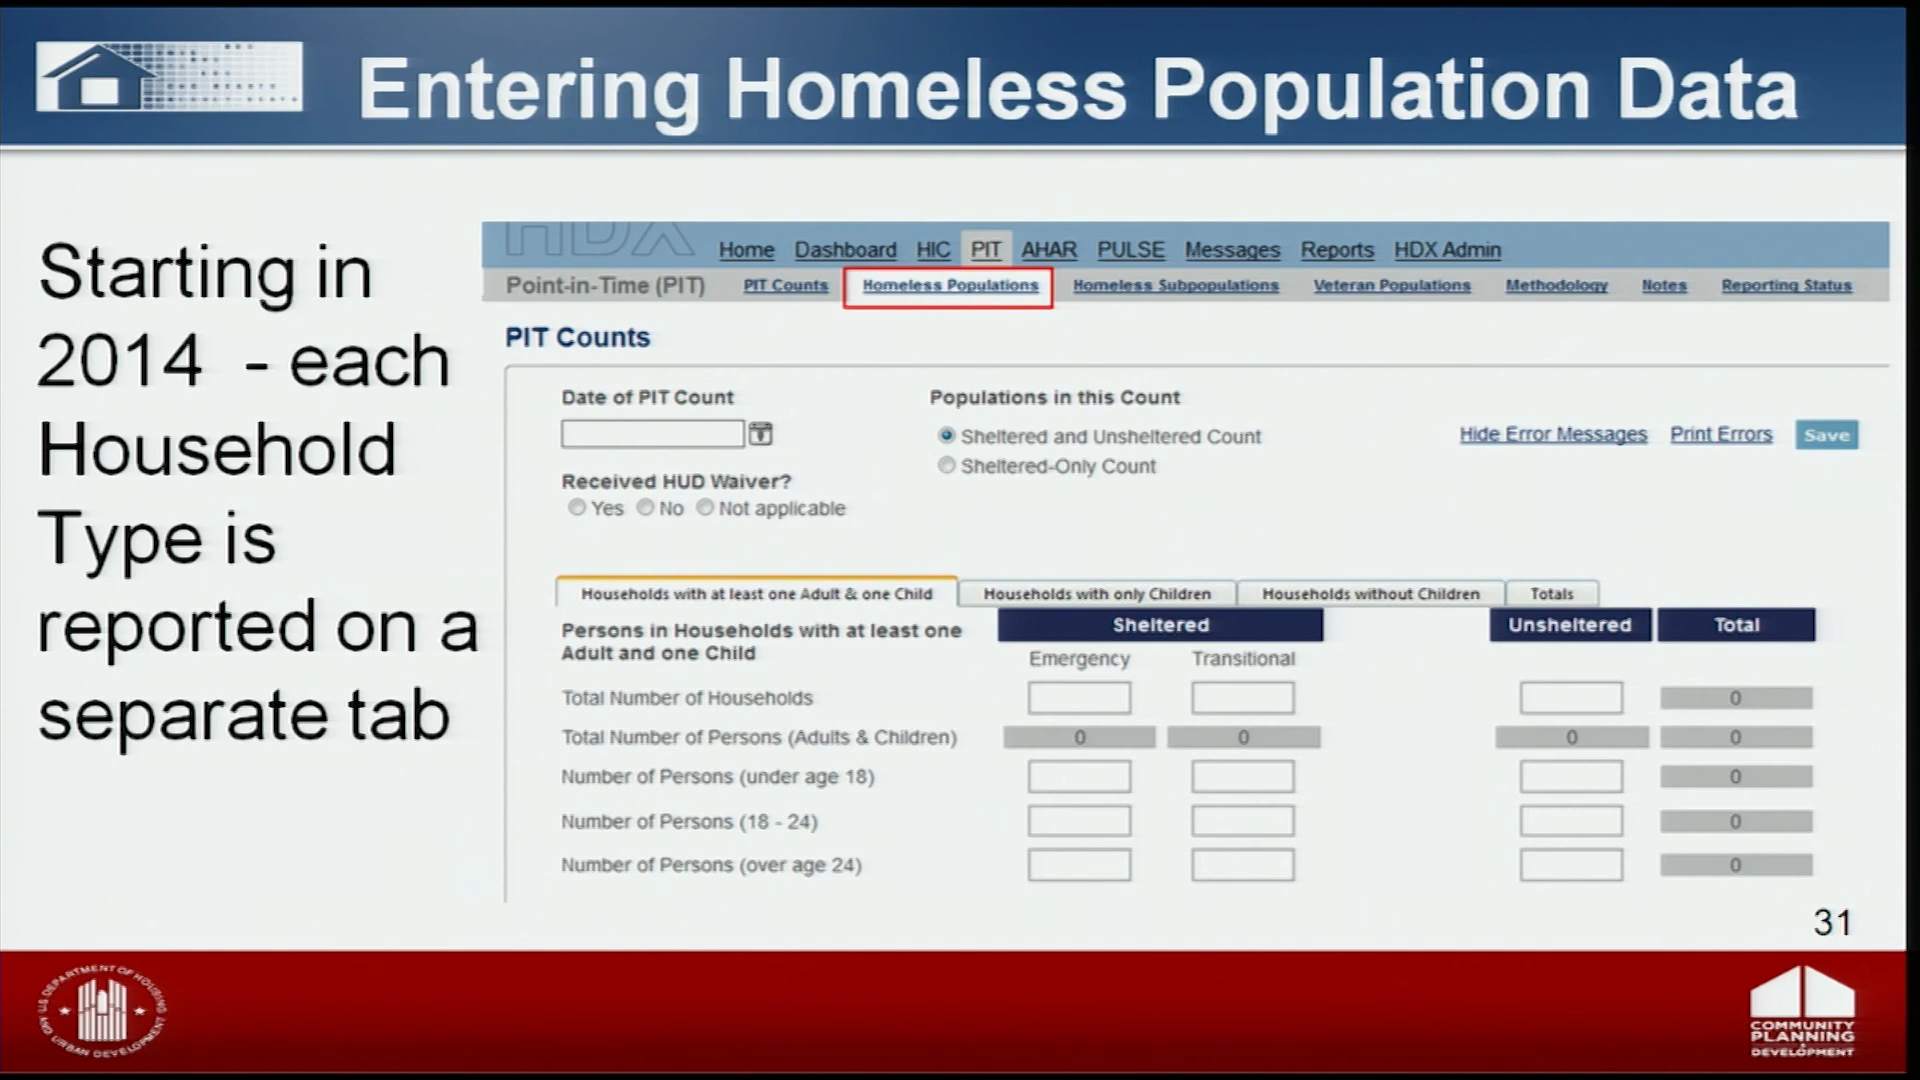 Entering Homeless Population Data
Starting in
2014 - each
Household
Type is
reported on a
separate tab
HDX
Home Dashboard HIC PIT AHAR PULSE Messages Reports HDX Admin
Point-in-Time (PIT) PIT Counts Homeless Populations Homeless Subpopulations Veteran Populations Methodology Notes Reporting Status
PIT Counts
Date of PIT Count
Populations in this Count
Sheltered and Unsheltered Count
Sheltered-Only Count
Hide Error Messages Print Errors Save
Received HUD Waiver?
Yes No Not applicable
Households with at least one Adult & one Child Households with only Children Households without Children Totals
Persons in Households with at least one
Adult and one Child
Sheltered Unsheltered Total
Emergency Transitional
Total Number of Households 0
Total Number of Persons (Adults & Children) 0 0 0 0
Number of Persons (under age 18) 0
Number of Persons (18 - 24) 0
Number of Persons (over age 24) 0
31
U.S. DEPARTMENT OF HOUSING
AND URBAN DEVELOPMENT
COMMUNITY
PLANNING
DEVELOPMENT